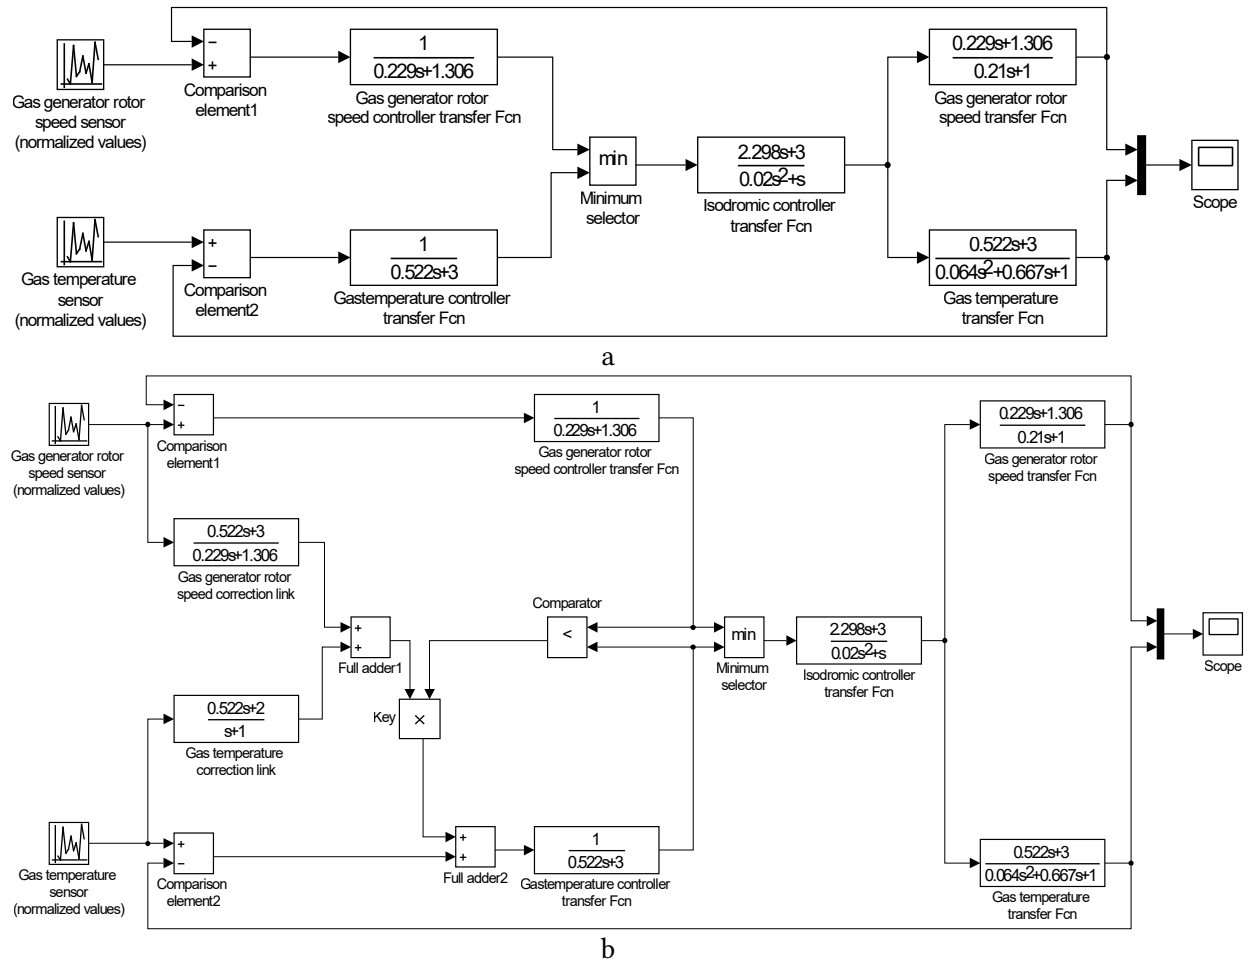 −
+
Comparison
element1
Gas generator rotor
speed sensor
(normalized values)
1
0.229s+1.306
Gas generator rotor
speed controller transfer Fcn
min
Minimum
selector
2.298s+3
0.02s2+s
Isodromic controller
transfer Fcn
0.229s+1.306
0.21s+1
Gas generator rotor
speed transfer Fcn
Scope
+
−
Comparison
element2
Gas temperature
sensor
(normalized values)
1
0.522s+3
Gastemperature controller
transfer Fcn
0.522s+3
0.064s2+0.667s+1
Gas temperature
transfer Fcn
a
−
+
Comparison
element1
Gas generator rotor
speed sensor
(normalized values)
1
0.229s+1.306
Gas generator rotor
speed controller transfer Fcn
0.229s+1.306
0.21s+1
Gas generator rotor
speed transfer Fcn
0.522s+3
0.229s+1.306
Gas generator rotor
speed correction link
+
+
Full adder1
Comparator
<
min
Minimum
selector
2.298s+3
0.02s2+s
Isodromic controller
transfer Fcn
Scope
0.522s+2
s+1
Gas temperature
correction link
Key
×
Gas temperature
sensor
(normalized values)
+
−
Comparison
element2
+
+
Full adder2
1
0.522s+3
Gastemperature controller
transfer Fcn
0.522s+3
0.064s2+0.667s+1
Gas temperature
transfer Fcn
b